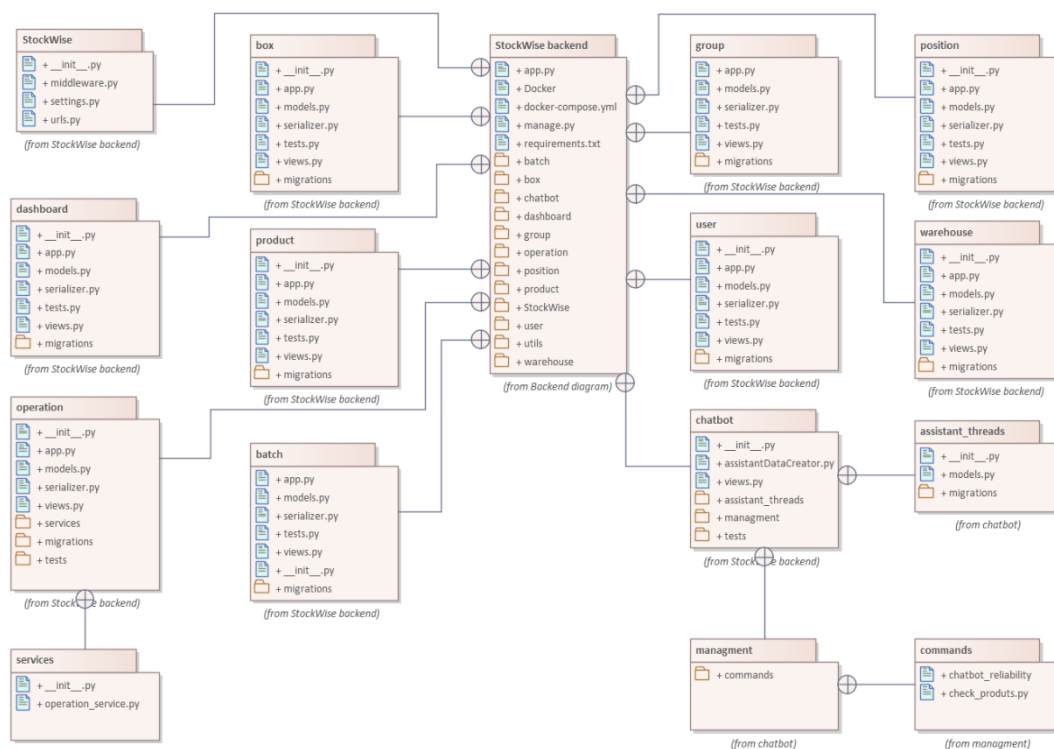 StockWise
+ __init__.py
+ middleware.py
+ settings.py
+ urls.py
(from StockWise backend)
box
+ __init__.py
+ app.py
+ models.py
+ serializer.py
+ tests.py
+ views.py
+ migrations
(from StockWise backend)
StockWise backend
+ app.py
+ Docker
+ docker-compose.yml
+ manage.py
+ requirements.txt
+ batch
+ box
+ chatbot
+ dashboard
+ group
+ operation
+ position
+ product
+ StockWise
+ user
+ utils
+ warehouse
(from Backend diagram)
group
+ app.py
+ models.py
+ serializer.py
+ tests.py
+ views.py
+ migrations
(from StockWise backend)
position
+ __init__.py
+ app.py
+ models.py
+ serializer.py
+ tests.py
+ views.py
+ migrations
(from StockWise backend)
dashboard
+ __init__.py
+ app.py
+ models.py
+ serializer.py
+ tests.py
+ views.py
+ migrations
(from StockWise backend)
product
+ __init__.py
+ app.py
+ models.py
+ serializer.py
+ tests.py
+ views.py
+ migrations
(from StockWise backend)
user
+ __init__.py
+ app.py
+ models.py
+ serializer.py
+ tests.py
+ views.py
+ migrations
(from StockWise backend)
warehouse
+ __init__.py
+ app.py
+ models.py
+ serializer.py
+ tests.py
+ views.py
+ migrations
(from StockWise backend)
operation
+ __init__.py
+ app.py
+ models.py
+ serializer.py
+ views.py
+ services
+ migrations
+ tests
(from StockWise backend)
batch
+ app.py
+ models.py
+ serializer.py
+ tests.py
+ views.py
+ __init__.py
+ migrations
(from StockWise backend)
chatbot
+ __init__.py
+ assistantDataCreator.py
+ views.py
+ assistant_threads
+ managment
+ tests
(from StockWise backend)
assistant_threads
+ __init__.py
+ models.py
+ migrations
(from chatbot)
services
+ __init__.py
+ operation_service.py
managment
+ commands
(from chatbot)
commands
+ chatbot_reliability
+ check_produts.py
(from managment)